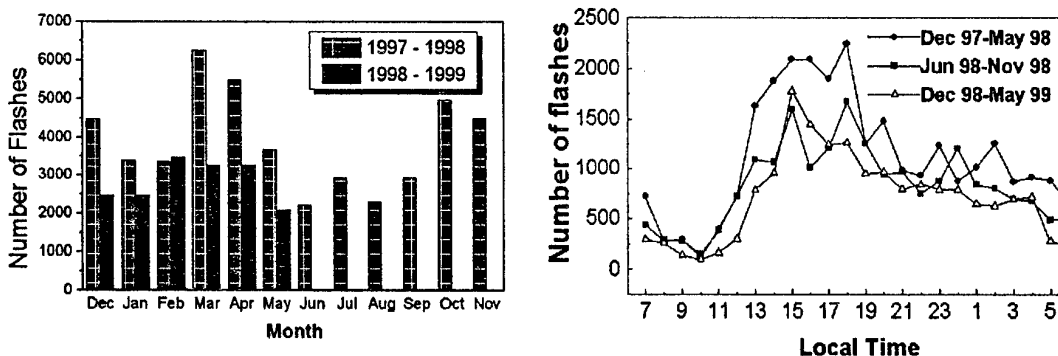 Number of Flashes
7000
6000
5000
4000
3000
2000
1000
0
1997 - 1998
1998 - 1999
Dec Jan Feb Mar Apr May Jun Jul Aug Sep Oct Nov
Month
Number of flashes
2500
2000
1500
1000
500
0
Dec 97-May 98
Jun 98-Nov 98
Dec 98-May 99
7 9 11 13 15 17 19 21 23 1 3 5
Local Time